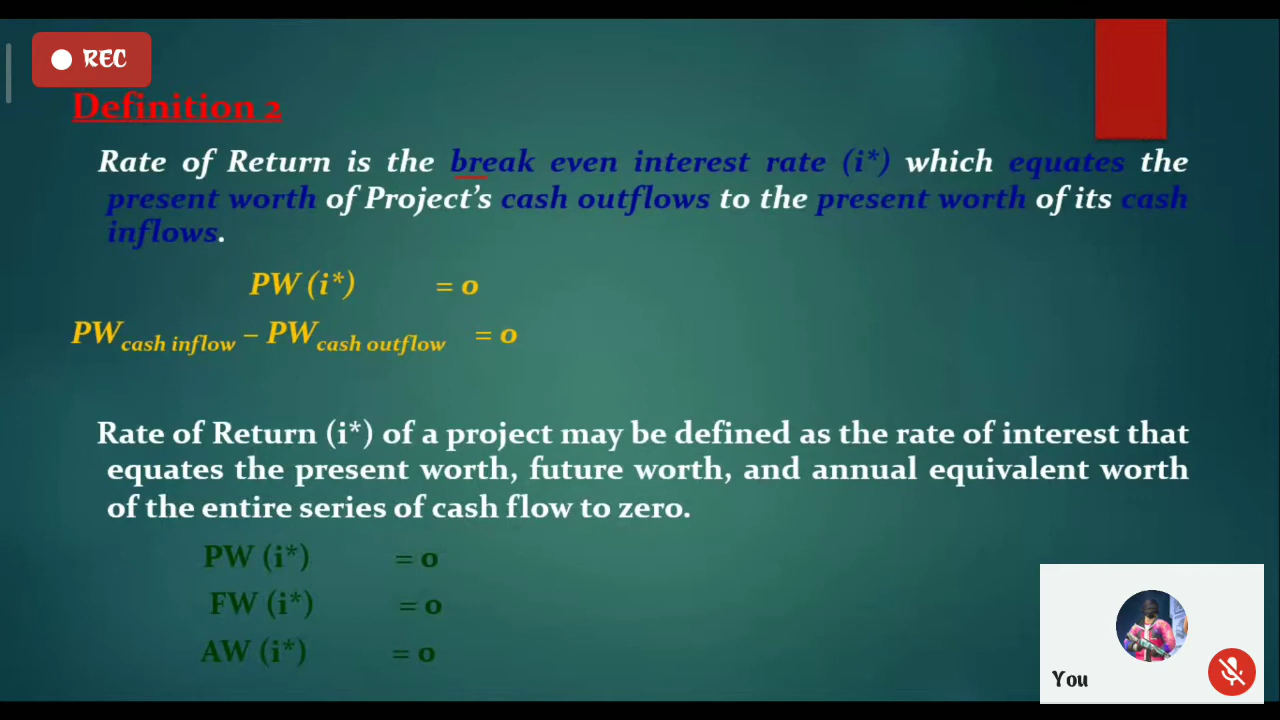 REC
Definition 2
Rate of Return is the break even interest rate (i*) which equates the
present worth of Project's cash outflows to the present worth of its cash
inflows.
PW (i*) = 0
PWcash inflow – PWcash outflow = 0
Rate of Return (i*) of a project may be defined as the rate of interest that
equates the present worth, future worth, and annual equivalent worth
of the entire series of cash flow to zero.
PW (i*) = 0
FW (i*) = 0
AW (i*) = 0
You